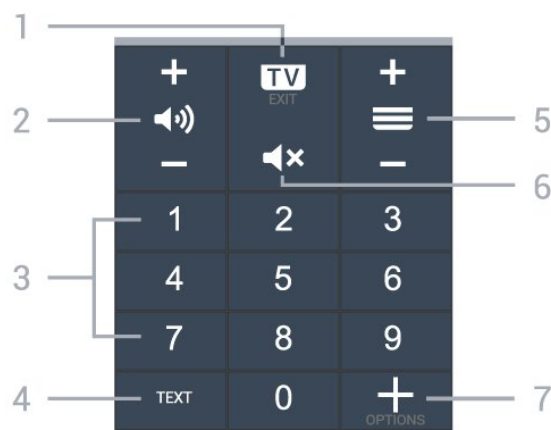 1
+ TV +
EXIT
2 5
− −
6
1 2 3
3
4 5 6
7 8 9
4 TEXT 0 + 7
OPTIONS